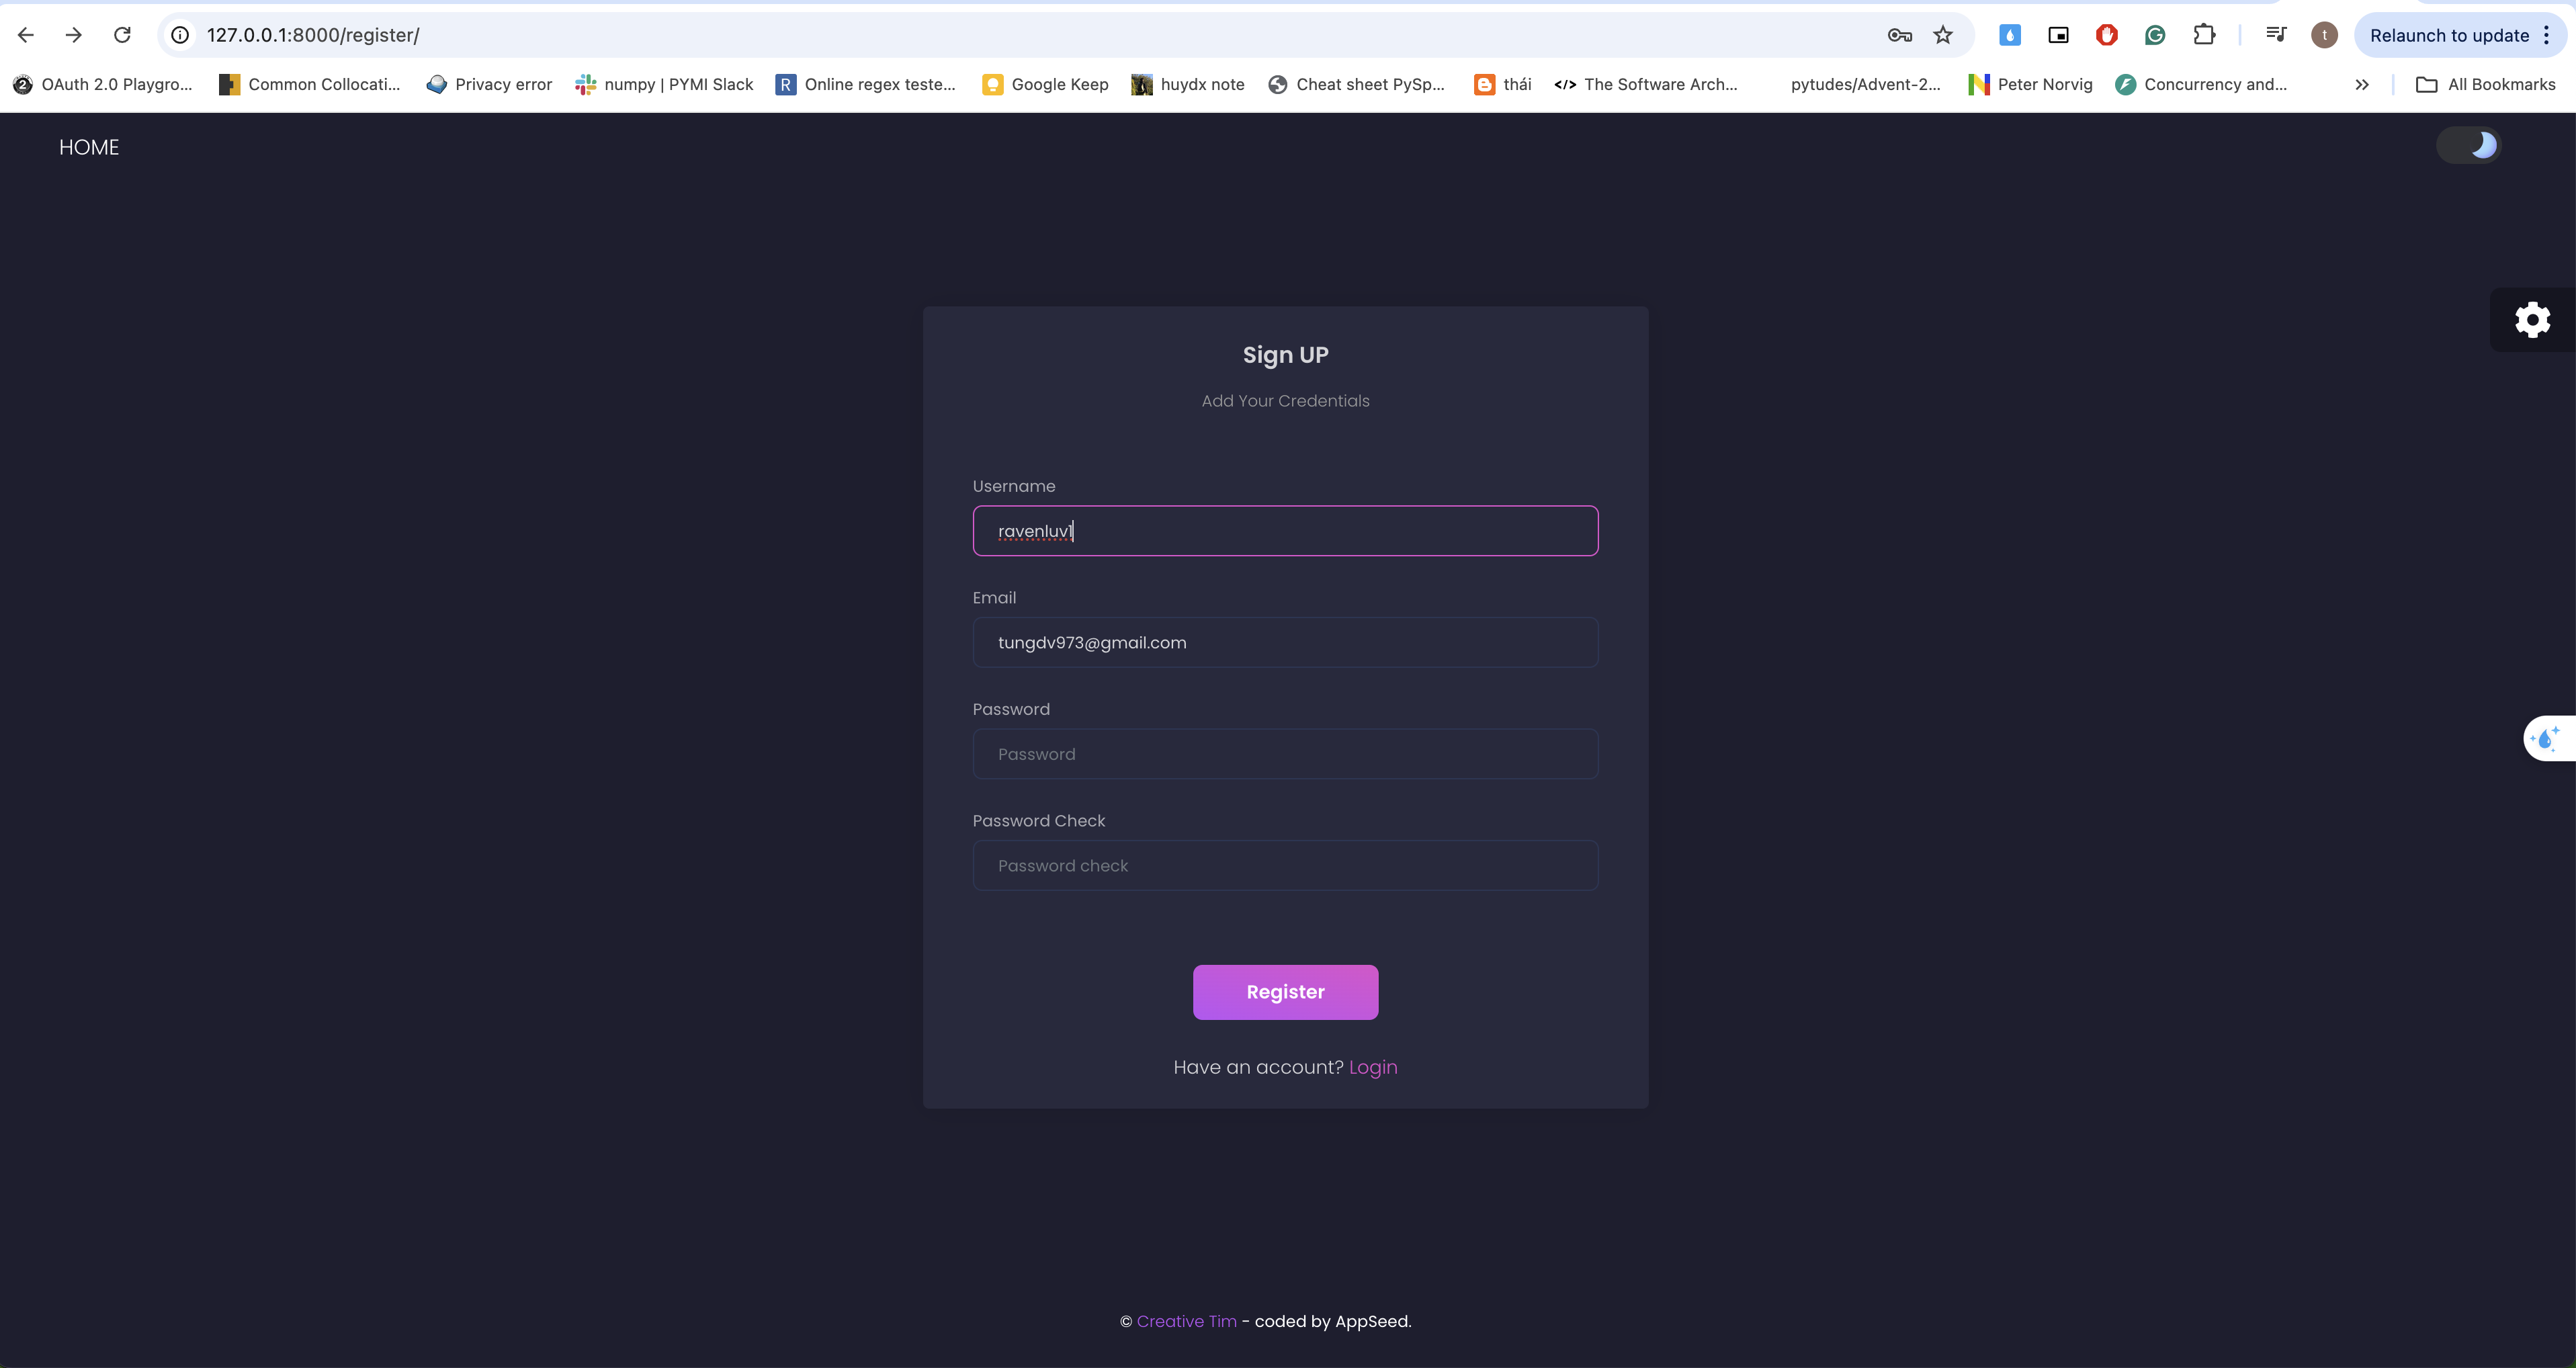 127.0.0.1:8000/register/
Relaunch to update
OAuth 2.0 Playgro...
Common Collocati...
Privacy error
numpy | PYMI Slack
R
Online regex teste...
Google Keep
huydx note
Cheat sheet PySp...
thái
The Software Arch...
pytudes/Advent-2...
Peter Norvig
Concurrency and...
All Bookmarks
HOME
Sign UP
Add Your Credentials
Username
ravenluv1
Email
tungdv973@gmail.com
Password
Password
Password Check
Password check
Register
Have an account? Login
© Creative Tim - coded by AppSeed.